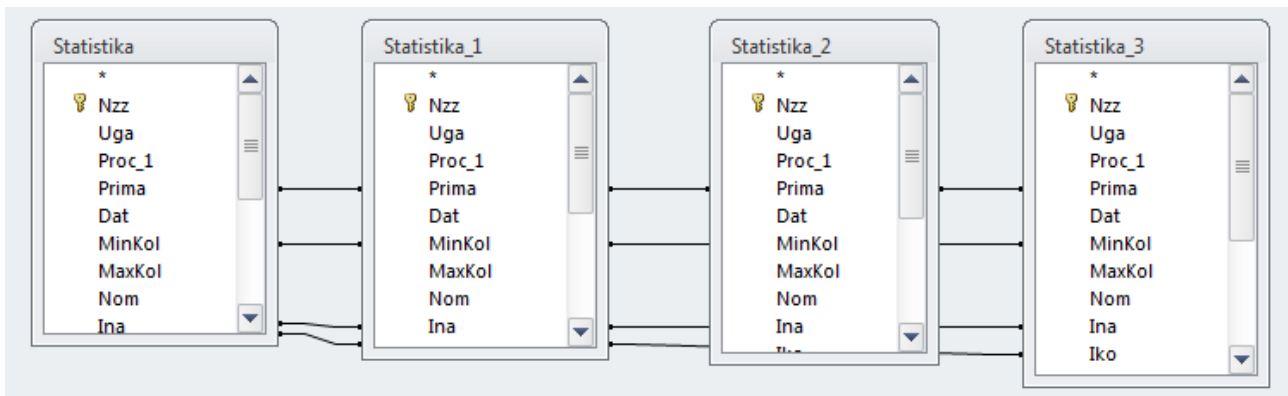 Statistika
*
Nzz
Uga
Proc_1
Prima
Dat
MinKol
MaxKol
Nom
Ina
Statistika_1
*
Nzz
Uga
Proc_1
Prima
Dat
MinKol
MaxKol
Nom
Ina
Statistika_2
*
Nzz
Uga
Proc_1
Prima
Dat
MinKol
MaxKol
Nom
Ina
Statistika_3
*
Nzz
Uga
Proc_1
Prima
Dat
MinKol
MaxKol
Nom
Ina
Iko